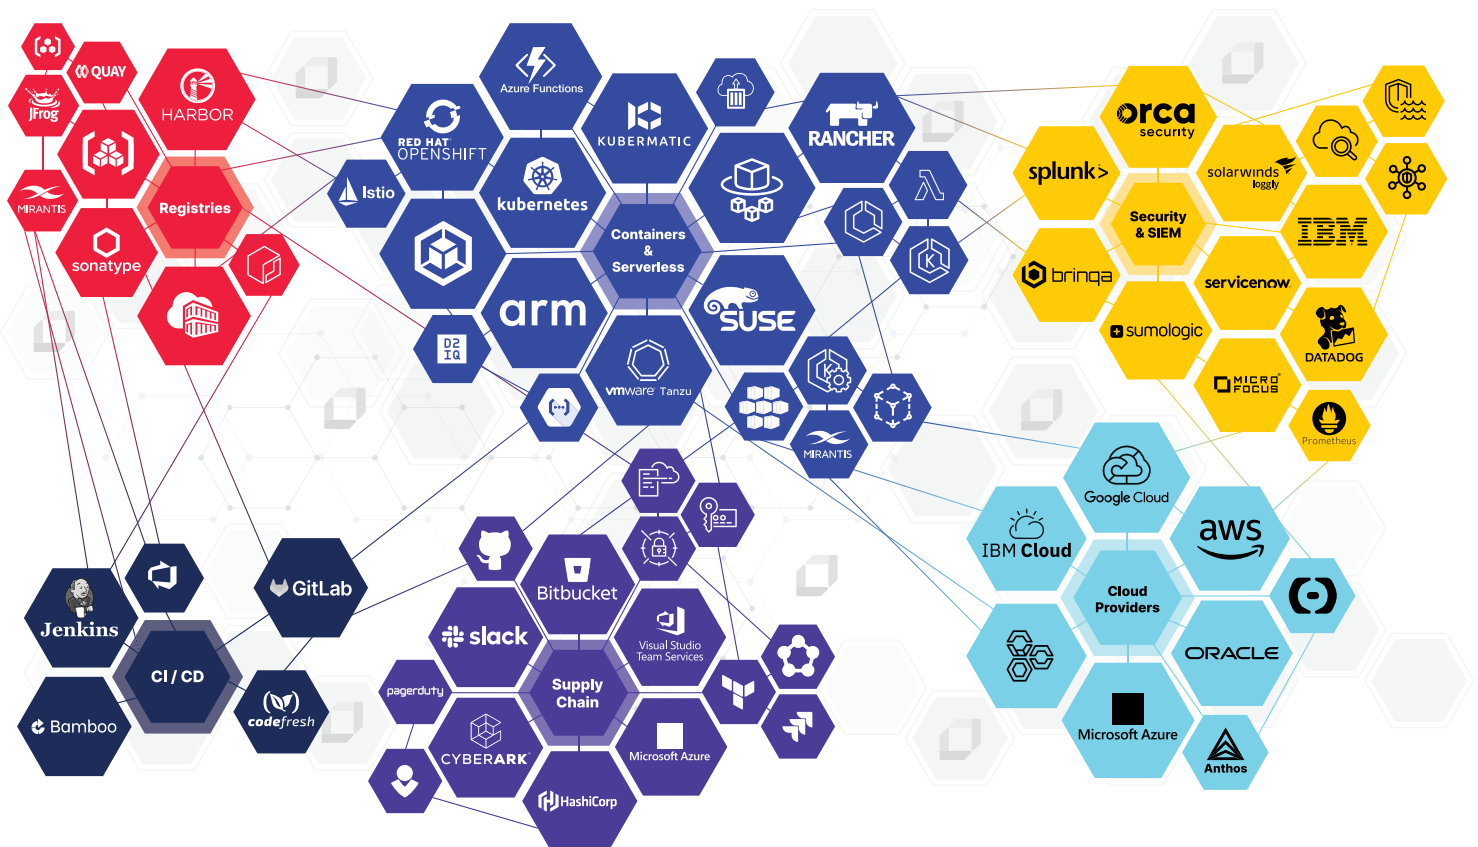 QUAY
JFrog
HARBOR
MIRANTIS
Registries
sonatype
Azure Functions
RED HAT
OPENSHIFT
KUBERMATIC
RANCHER
Istio
kubernetes
Containers
&
Serverless
arm
SUSE
D2
IQ
vmware Tanzu
MIRANTIS
orca
security
splunk>
solarwinds
loggly
Security
& SIEM
IBM
brinqa
servicenow
sumologic
DATADOG
MICRO
FOCUS
Prometheus
Google Cloud
IBM Cloud
aws
Cloud
Providers
ORACLE
Microsoft Azure
Anthos
Jenkins
GitLab
CI / CD
Bamboo
codefresh
Bitbucket
slack
Visual Studio
Team Services
pagerduty
Supply
Chain
CYBERARK
Microsoft Azure
HashiCorp